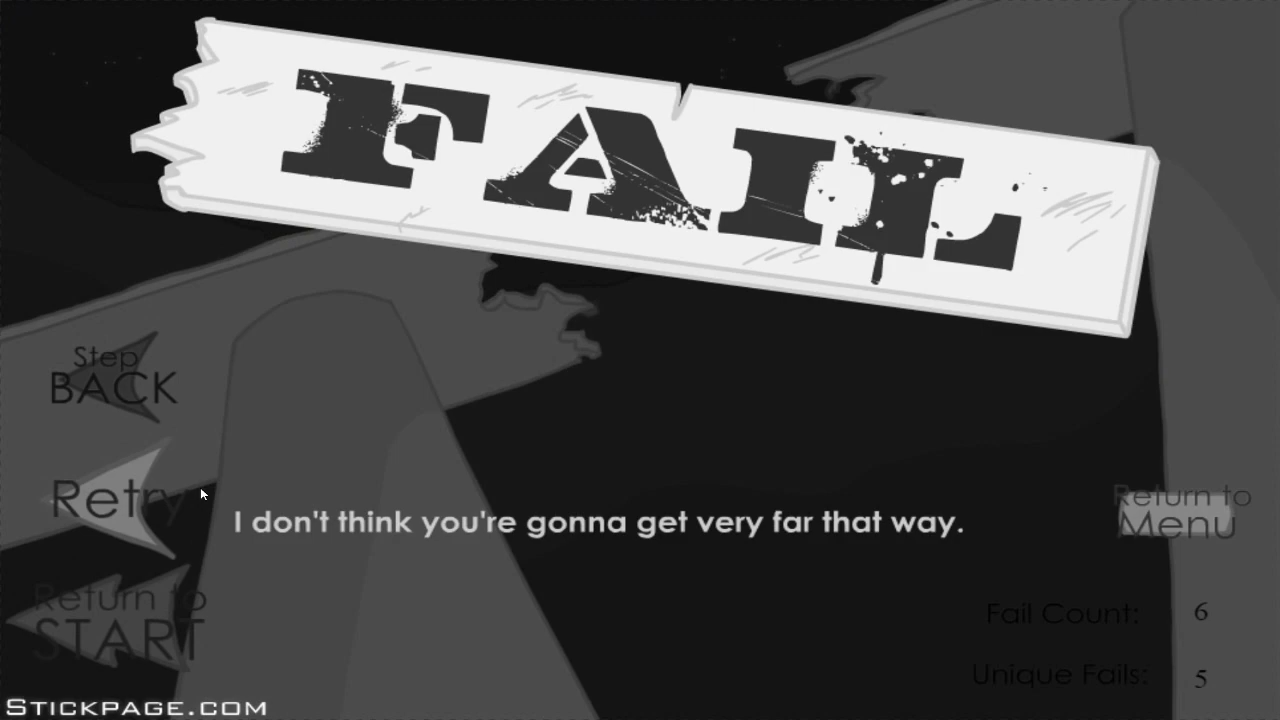 FAIL
Step
BACK
Retry
I don't think you're gonna get very far that way.
Return to
Menu
Return to
START
Fail Count: 6
Unique Fails: 5
STICKPAGE.COM